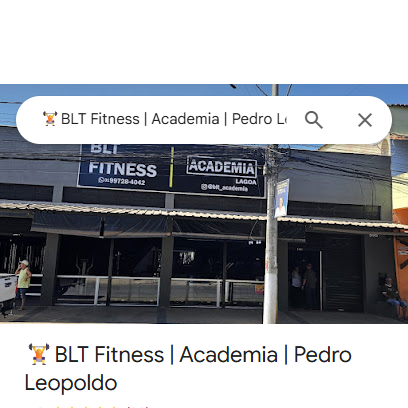 🏋 BLT Fitness | Academia | Pedro Le
BLT
FITNESS
ACADEMIA
99728-4042
LAGOA
@blt_academia
🏋 BLT Fitness | Academia | Pedro
Leopoldo